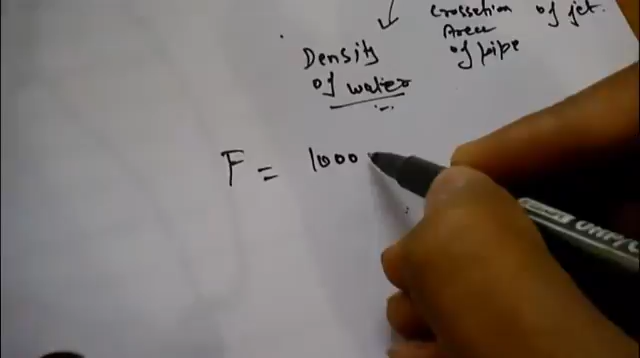 Crossection of jet.
Area
of pipe
Density
of water
F = 1000